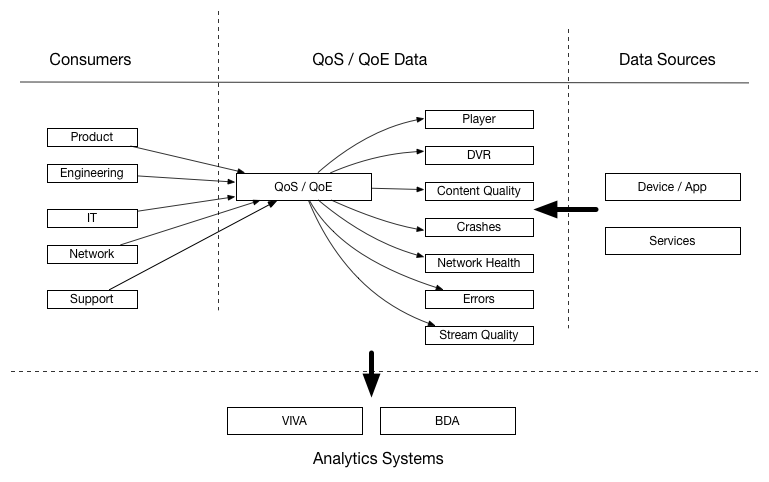 Consumers
QoS / QoE Data
Data Sources
Product
Engineering
IT
Network
Support
QoS / QoE
Player
DVR
Content Quality
Crashes
Network Health
Errors
Stream Quality
Device / App
Services
VIVA
BDA
Analytics Systems